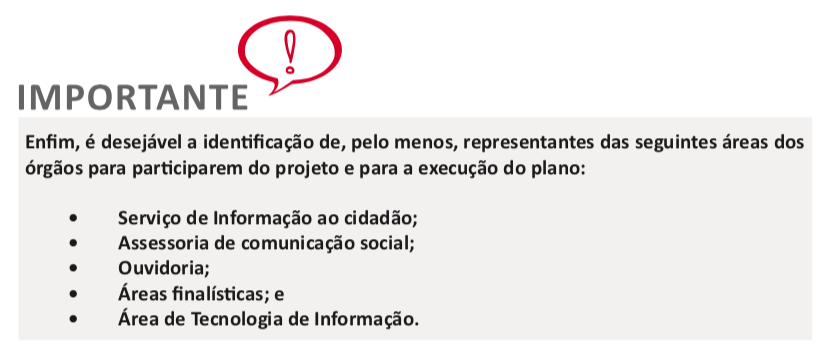 IMPORTANTE
Enfim, é desejável a identificação de, pelo menos, representantes das seguintes áreas dos
órgãos para participarem do projeto e para a execução do plano:
• Serviço de Informação ao cidadão;
• Assessoria de comunicação social;
• Ouvidoria;
• Áreas finalísticas; e
• Área de Tecnologia de Informação.